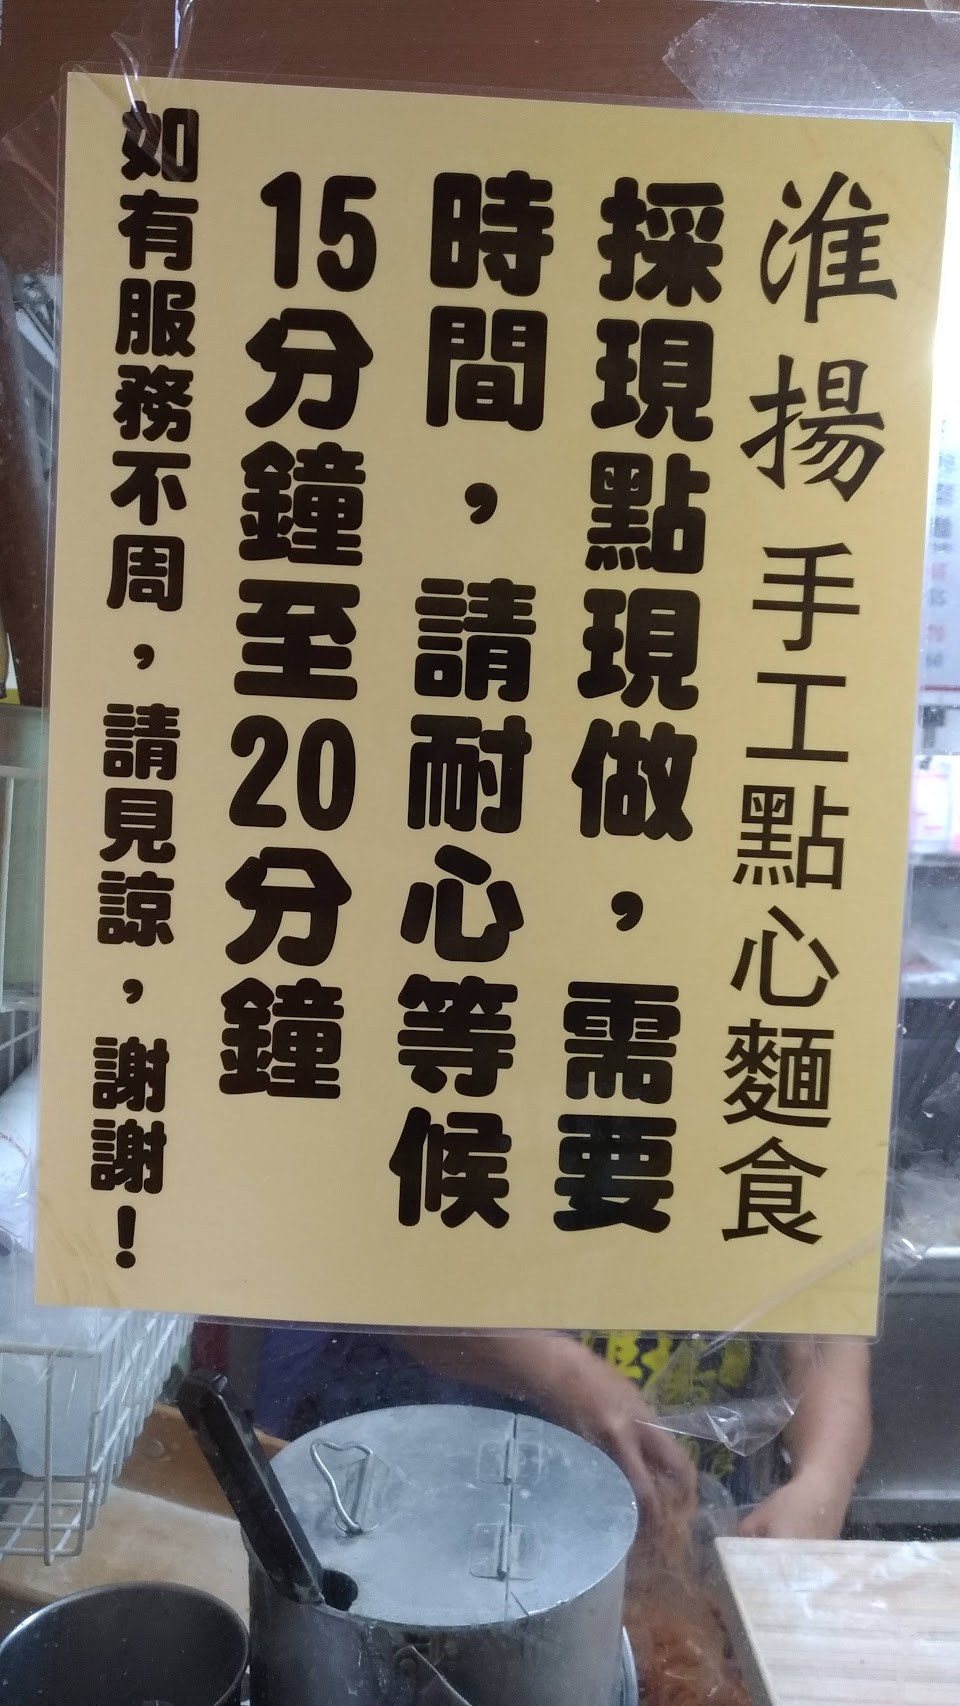 淮揚手工點心麵食
採現點現做，需要
時間，請耐心等候
15分鐘至20分鐘
如有服務不周，請見諒，謝謝！